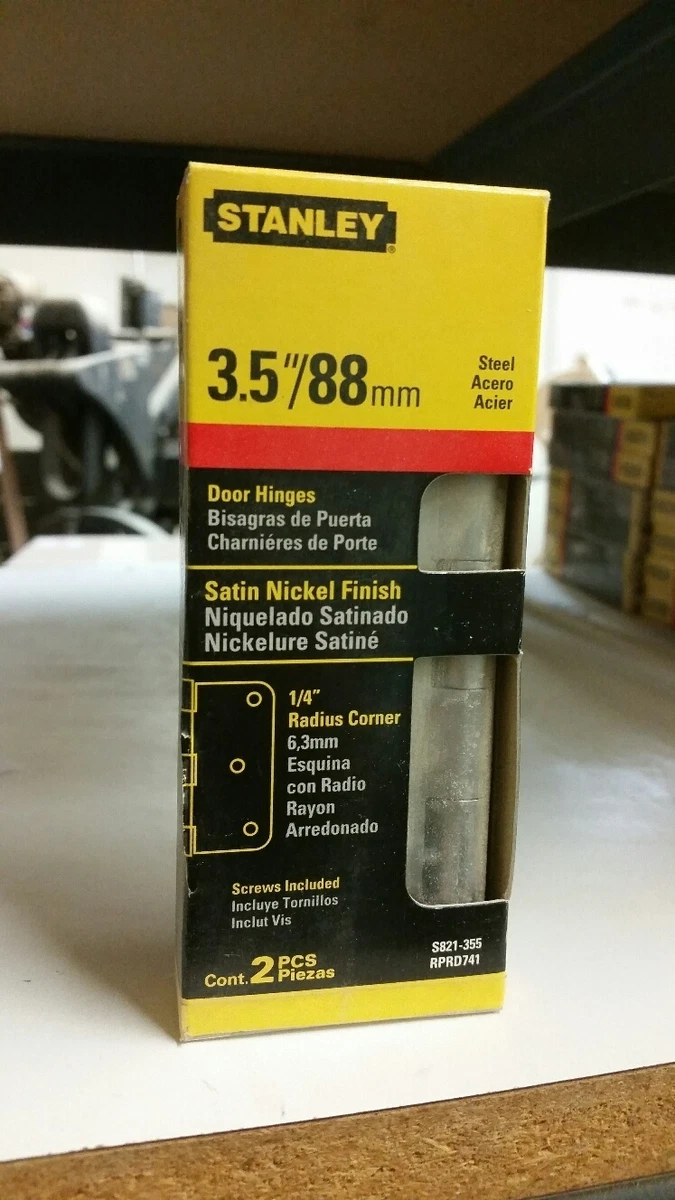 STANLEY®
3.5"/88mm
Steel
Acero
Acier
Door Hinges
Bisagras de Puerta
Charniéres de Porte
Satin Nickel Finish
Niquelado Satinado
Nickelure Satiné
1/4"
Radius Corner
6,3mm
Esquina
con Radio
Rayon
Arredonado
Screws Included
Incluye Tornillos
Inclut Vis
Cont. 2 PCS
Piezas
S821-355
RPRD741